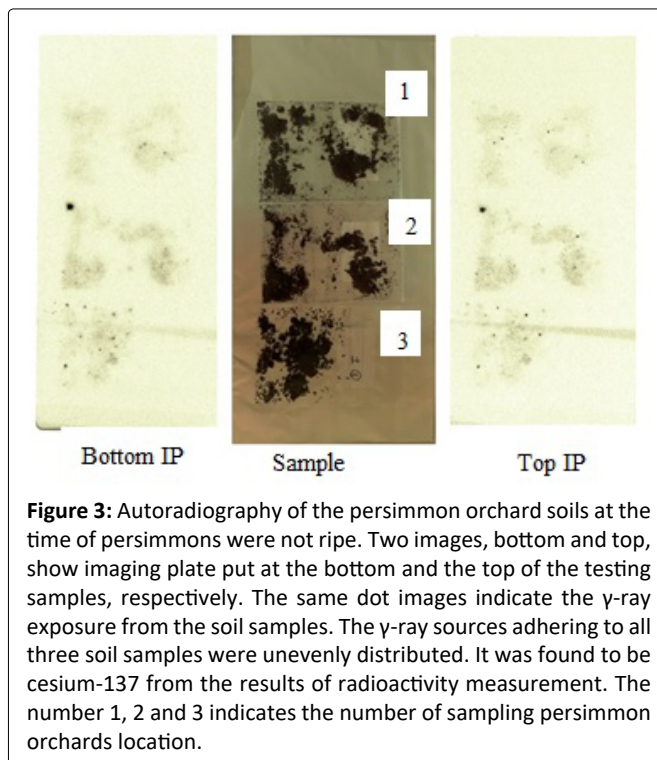 1
2
3
Bottom IP
Sample
Top IP
Figure 3: Autoradiography of the persimmon orchard soils at the
time of persimmons were not ripe. Two images, bottom and top,
show imaging plate put at the bottom and the top of the testing
samples, respectively. The same dot images indicate the γ-ray
exposure from the soil samples. The γ-ray sources adhering to all
three soil samples were unevenly distributed. It was found to be
cesium-137 from the results of radioactivity measurement. The
number 1, 2 and 3 indicates the number of sampling persimmon
orchards location.